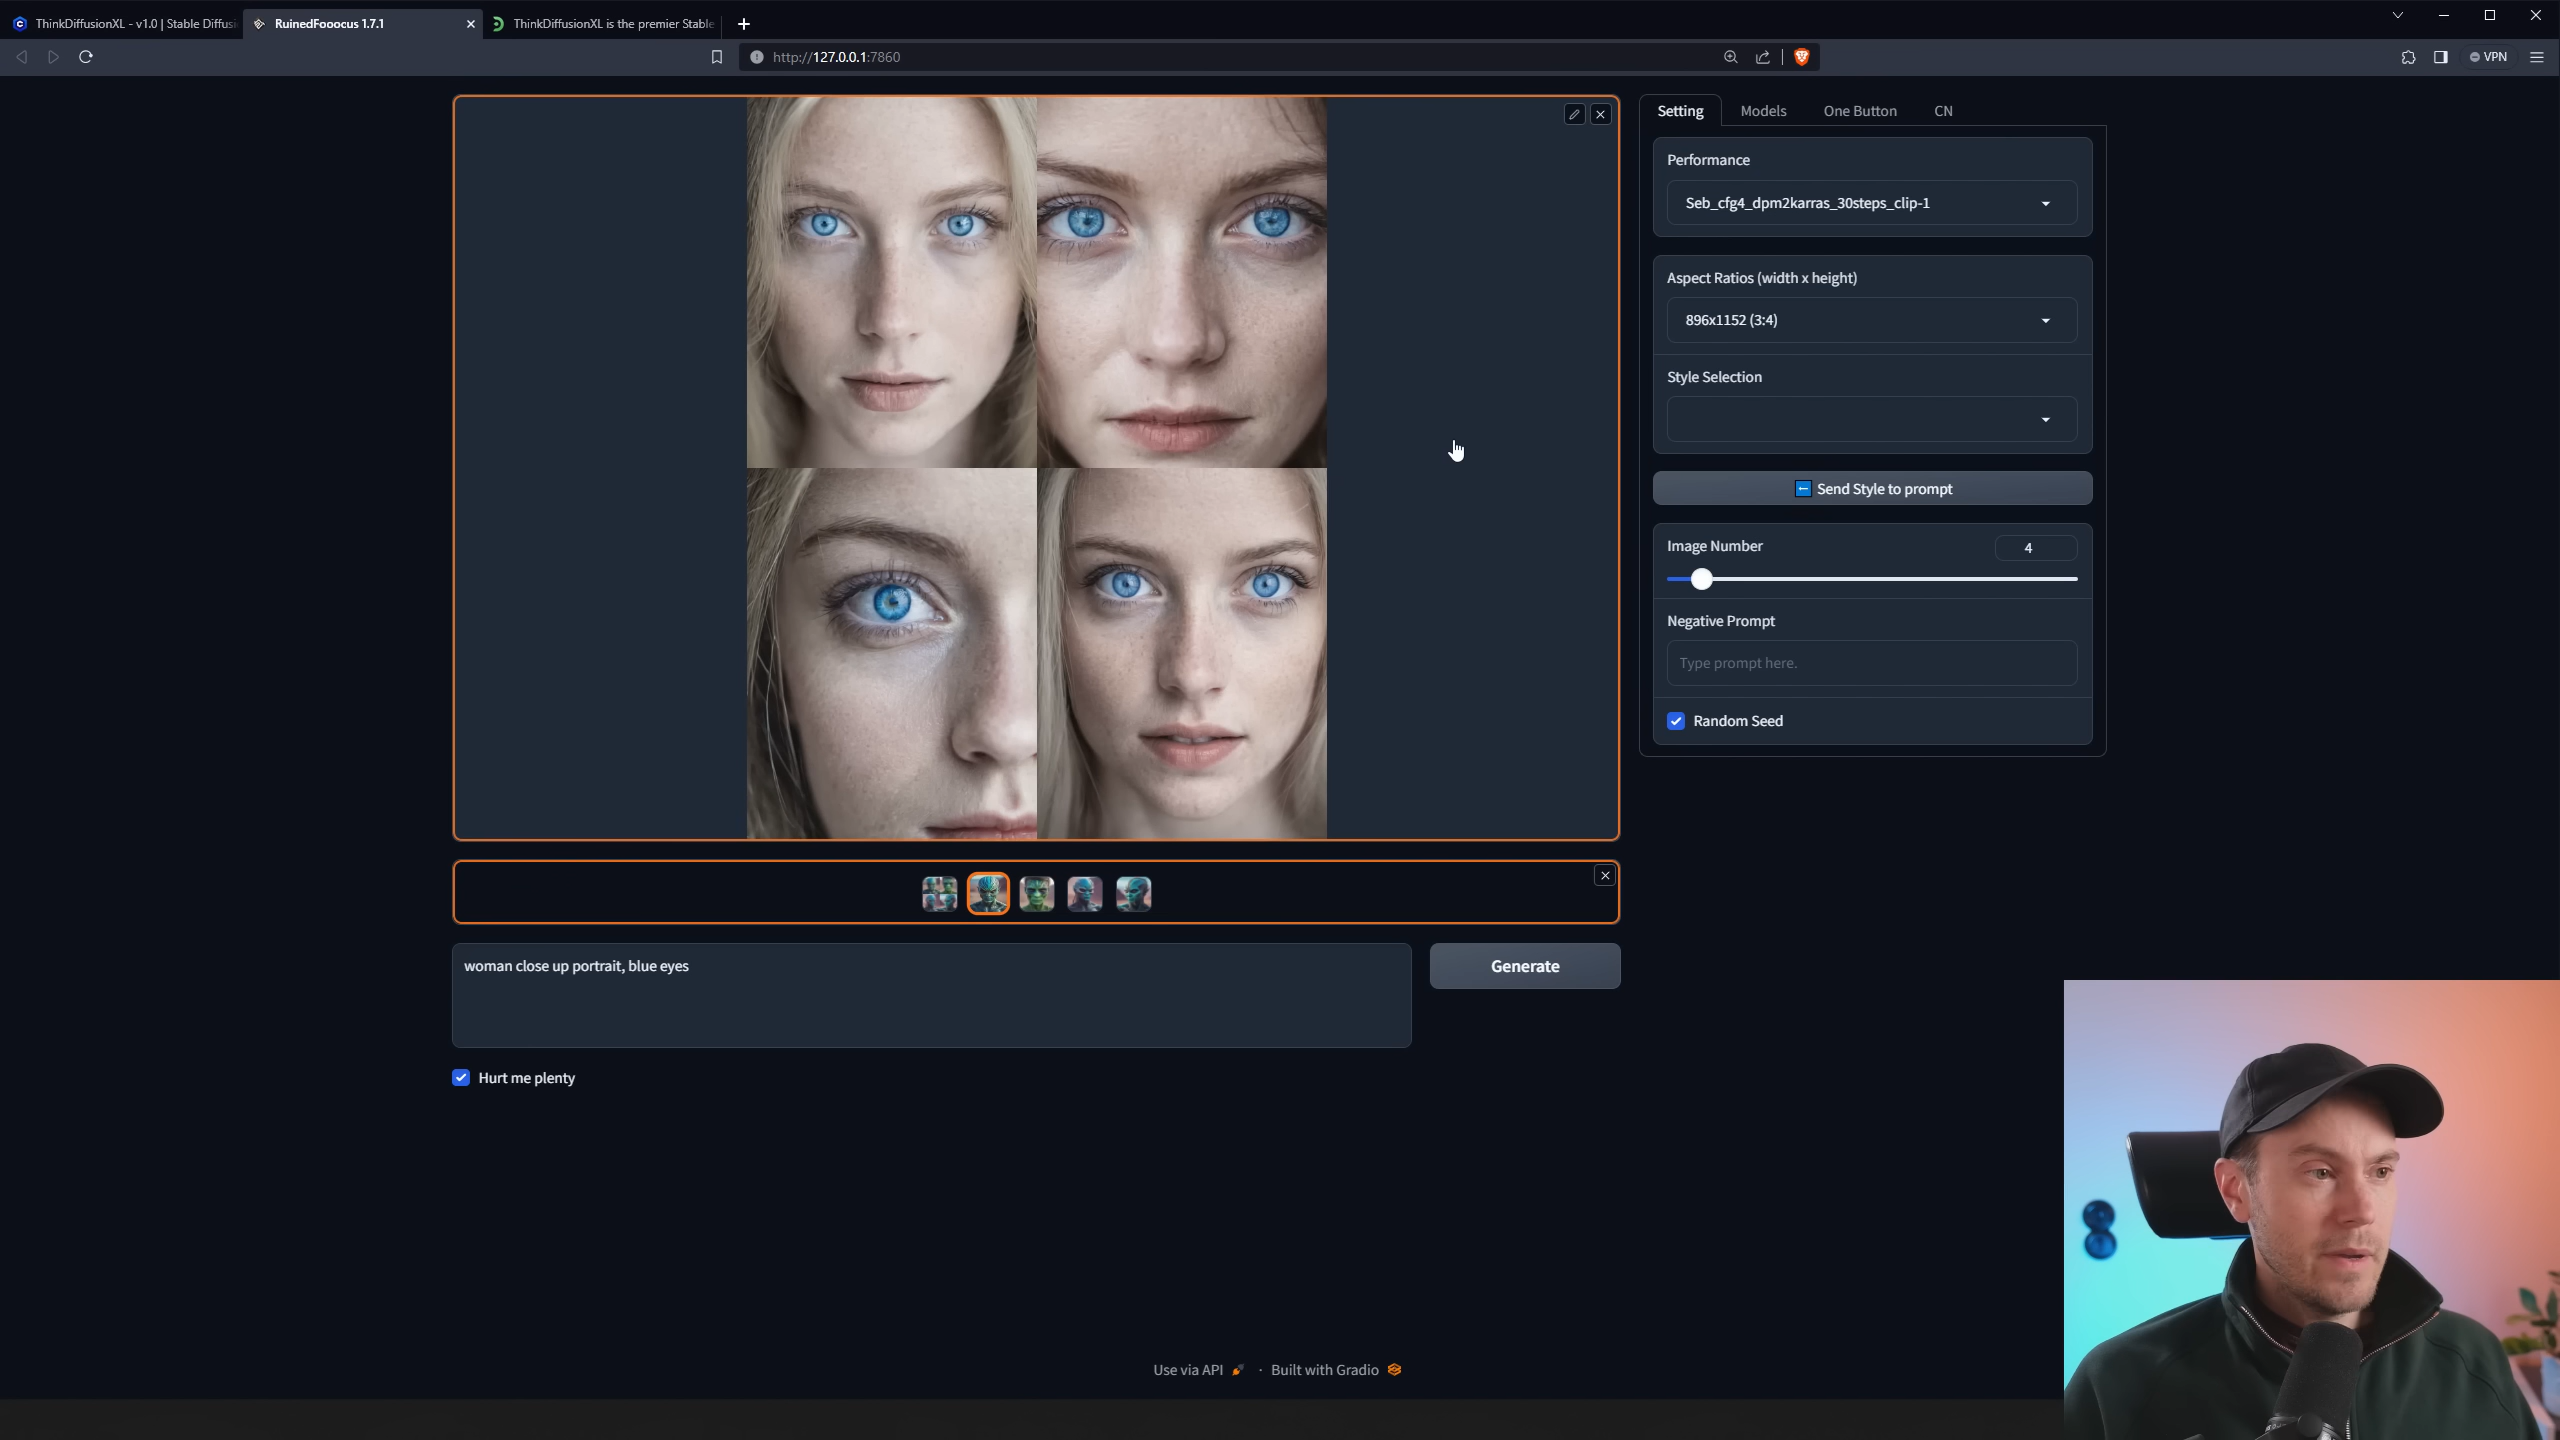 ThinkDiffusionXL - v1.0 | Stable Diffus
RuinedFooocus 1.7.1
ThinkDiffusionXL is the premier Stable
http://127.0.0.1:7860
VPN
Setting
Models
One Button
CN
Performance
Seb_cfg4_dpm2karras_30steps_clip-1
Aspect Ratios (width x height)
896x1152 (3:4)
Style Selection
Send Style to prompt
Image Number
4
Negative Prompt
Type prompt here.
Random Seed
woman close up portrait, blue eyes
Generate
Hurt me plenty
Use via API
· Built with Gradio